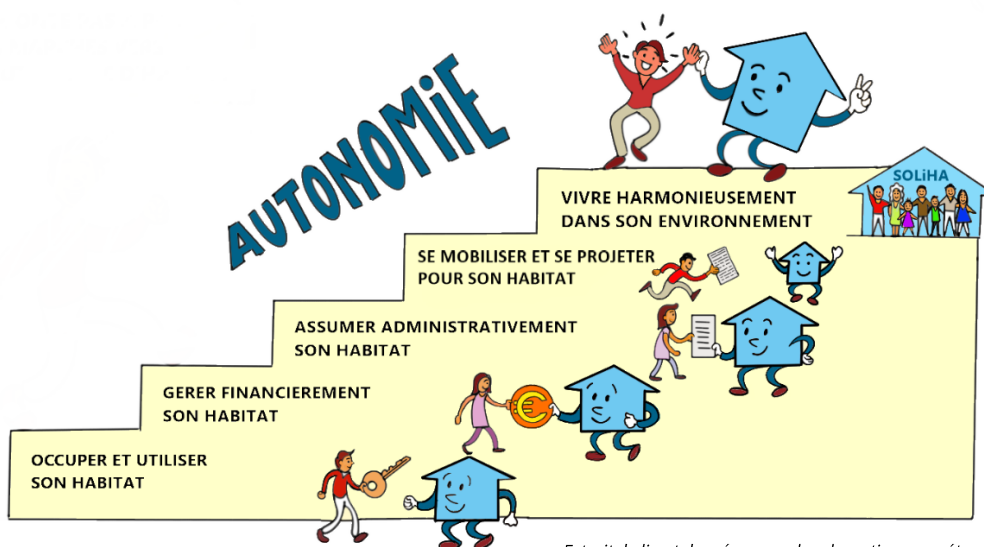 AUTONOMiE
SOLiHA
VIVRE HARMONIEUSEMENT
DANS SON ENVIRONNEMENT
SE MOBILISER ET SE PROJETER
POUR SON HABITAT
ASSUMER ADMINISTRATIVEMENT
SON HABITAT
GERER FINANCIEREMENT
SON HABITAT
€
OCCUPER ET UTILISER
SON HABITAT